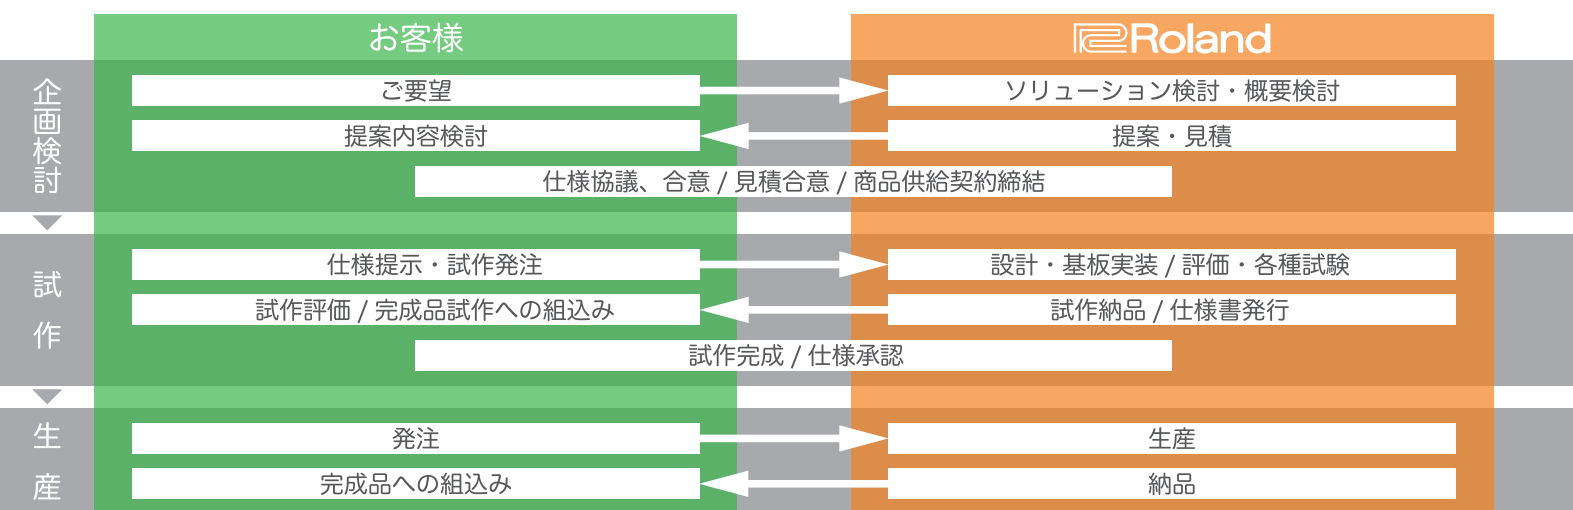 お客様
Roland
企画検討
ご要望
ソリューション検討・概要検討
提案内容検討
提案・見積
仕様協議、合意 / 見積合意 / 商品供給契約締結
試作
仕様提示・試作発注
設計・基板実装 / 評価・各種試験
試作評価 / 完成品試作への組込み
試作納品 / 仕様書発行
試作完成 / 仕様承認
生産
発注
生産
完成品への組込み
納品